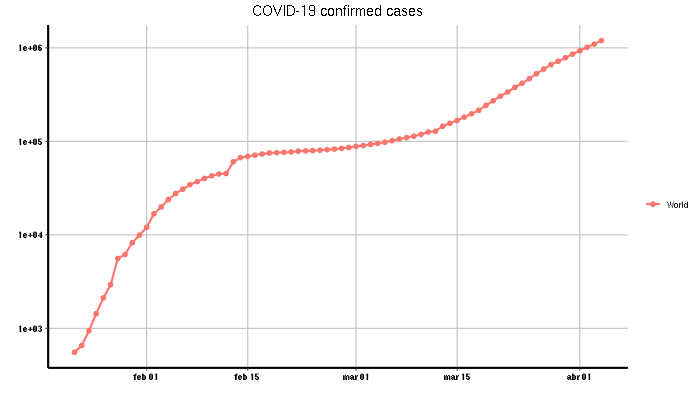 COVID-19 confirmed cases
1e+06
1e+05
1e+04
1e+03
feb 01
feb 15
mar 01
mar 15
abr 01
World